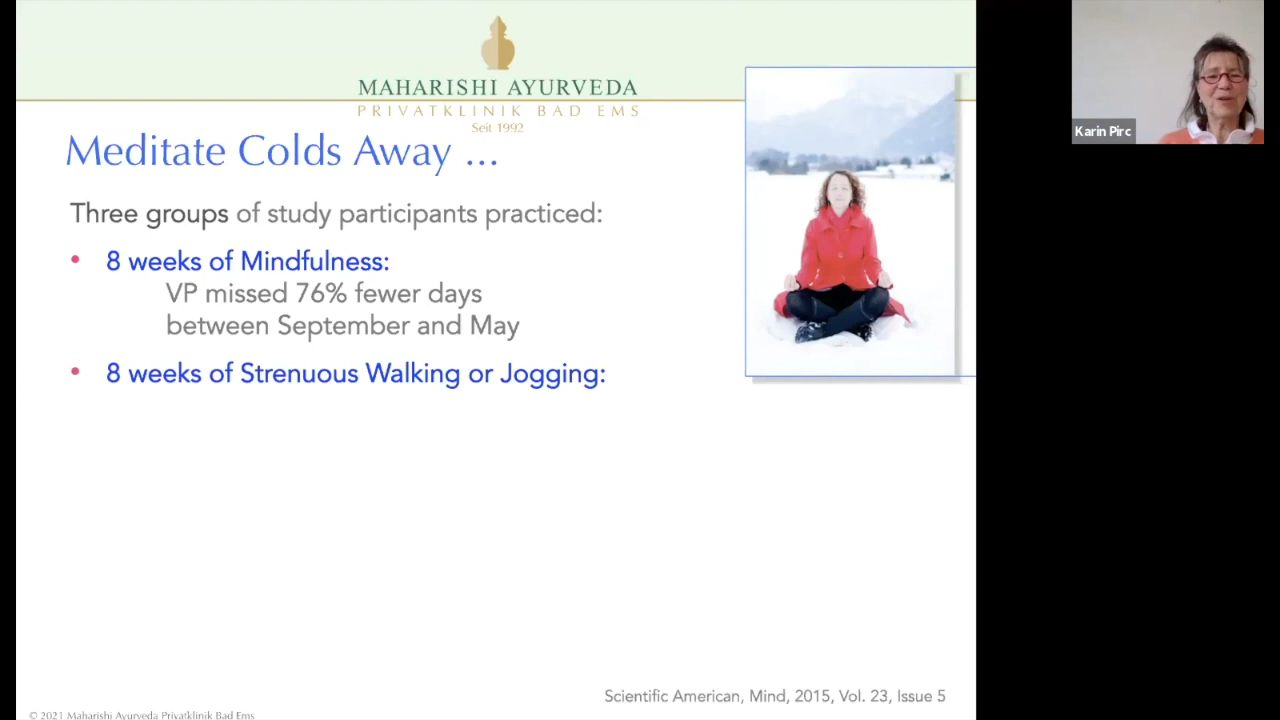 MAHARISHI AYURVEDA
PRIVATKLINIK BAD EMS
Seit 1992
Meditate Colds Away ...
Three groups of study participants practiced:
• 8 weeks of Mindfulness:
VP missed 76% fewer days
between September and May
• 8 weeks of Strenuous Walking or Jogging:
Scientific American, Mind, 2015, Vol. 23, Issue 5
© 2021 Maharishi Ayurveda Privatklinik Bad Ems
Karin Pirc